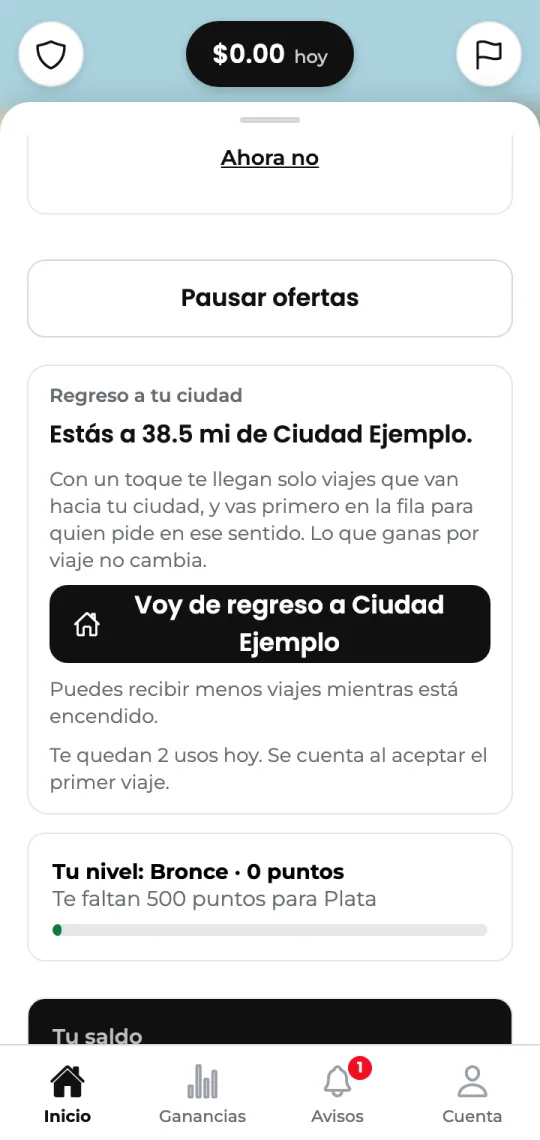 $0.00 hoy
Ahora no
Pausar ofertas
Regreso a tu ciudad
Estás a 38.5 mi de Ciudad Ejemplo.
Con un toque te llegan solo viajes que van
hacia tu ciudad, y vas primero en la fila para
quien pide en ese sentido. Lo que ganas por
viaje no cambia.
Voy de regreso a Ciudad
Ejemplo
Puedes recibir menos viajes mientras está
encendido.
Te quedan 2 usos hoy. Se cuenta al aceptar el
primer viaje.
Tu nivel: Bronce · 0 puntos
Te faltan 500 puntos para Plata
Tu saldo
1
Inicio
Ganancias
Avisos
Cuenta